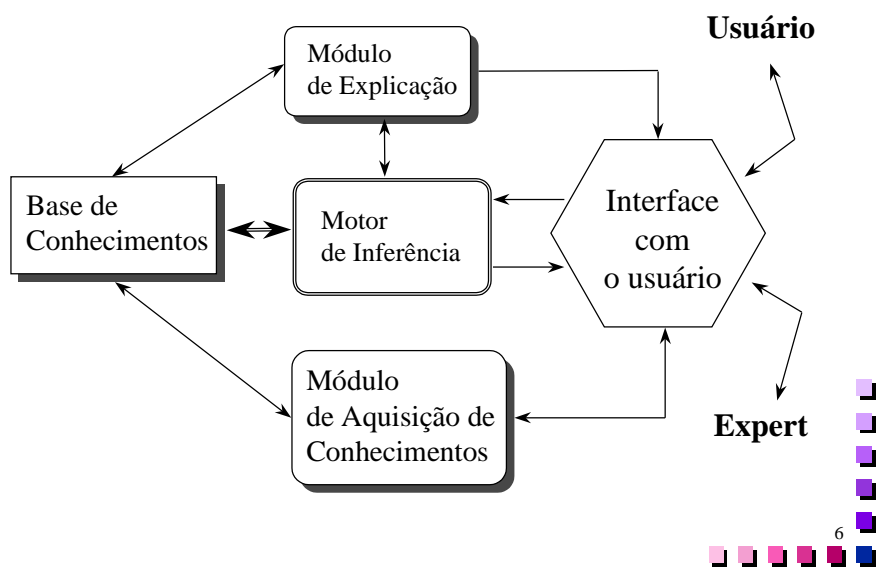 Usuário
Módulo
de Explicação
Base de
Conhecimentos
Motor
de Inferência
Interface
com
o usuário
Módulo
de Aquisição de
Conhecimentos
Expert
6